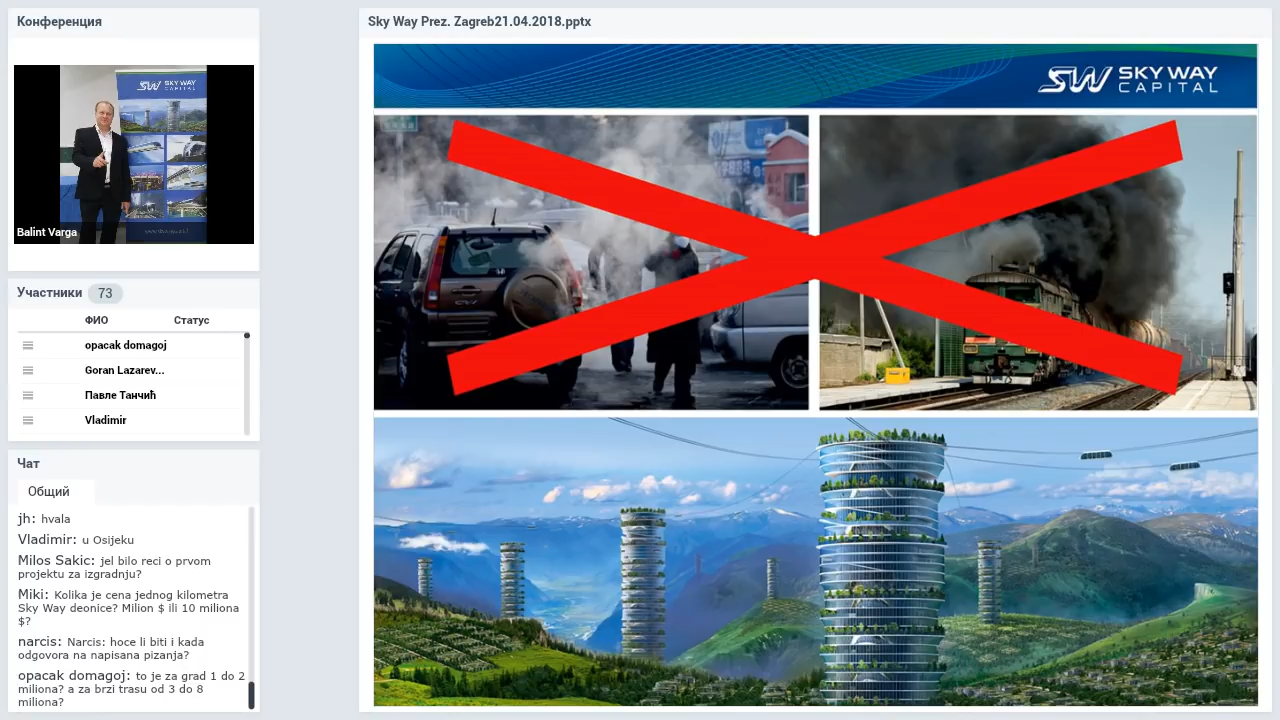 Конференция
SKY WAY
CAPITAL
Balint Varga
Участники 73
ФИО Статус
opacak domagoj
Goran Lazarev...
Павле Танчић
Vladimir
Чат
Общий
jh: hvala
Vladimir: u Osijeku
Milos Sakic: jel bilo reci o prvom
projektu za izgradnju?
Miki: Kolika je cena jednog kilometra
Sky Way deonice? Milion $ ili 10 miliona
$?
narcis: Narcis: hoce li biti i kada
odgovora na napisana pitanja?
opacak domagoj: to je za grad 1 do 2
miliona? a za brzi trasu od 3 do 8
miliona?
Sky Way Prez. Zagreb21.04.2018.pptx
SW SKY WAY
CAPITAL